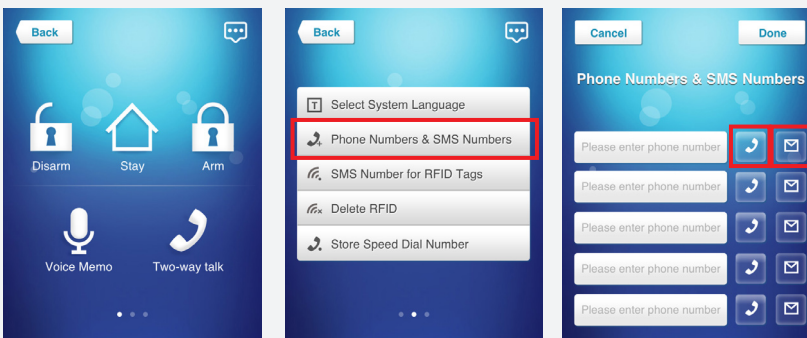 Back
Disarm Stay Arm
Voice Memo Two-way talk
Back
T Select System Language
Phone Numbers & SMS Numbers
SMS Number for RFID Tags
Delete RFID
Store Speed Dial Number
Cancel Done
Phone Numbers & SMS Numbers
Please enter phone number
Please enter phone number
Please enter phone number
Please enter phone number
Please enter phone number